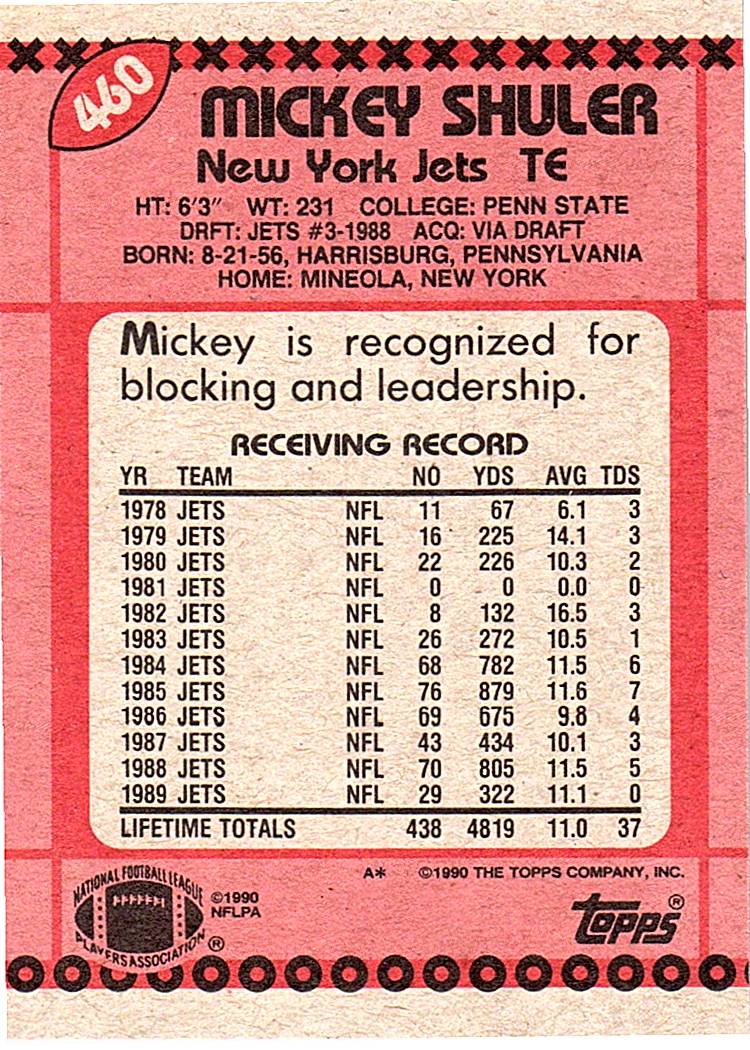 460
MICKEY SHULER
New York Jets TE
HT: 6'3" WT: 231 COLLEGE: PENN STATE
DRFT: JETS #3-1988 ACQ: VIA DRAFT
BORN: 8-21-56, HARRISBURG, PENNSYLVANIA
HOME: MINEOLA, NEW YORK
Mickey is recognized for
blocking and leadership.
RECEIVING RECORD
YR TEAM NO YDS AVG TDS
1978 JETS NFL 11 67 6.1 3
1979 JETS NFL 16 225 14.1 3
1980 JETS NFL 22 226 10.3 2
1981 JETS NFL 0 0 0.0 0
1982 JETS NFL 8 132 16.5 3
1983 JETS NFL 26 272 10.5 1
1984 JETS NFL 68 782 11.5 6
1985 JETS NFL 76 879 11.6 7
1986 JETS NFL 69 675 9.8 4
1987 JETS NFL 43 434 10.1 3
1988 JETS NFL 70 805 11.5 5
1989 JETS NFL 29 322 11.1 0
LIFETIME TOTALS 438 4819 11.0 37
A* ©1990 THE TOPPS COMPANY, INC.
NATIONAL FOOTBALL LEAGUE
PLAYERS ASSOCIATION ®
©1990
NFLPA
topps®